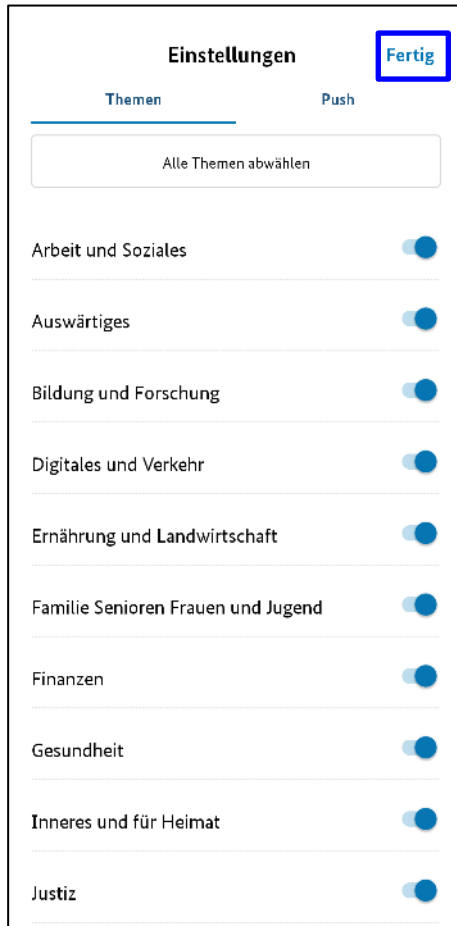 Einstellungen Fertig
Themen Push
Alle Themen abwählen
Arbeit und Soziales
Auswärtiges
Bildung und Forschung
Digitales und Verkehr
Ernährung und Landwirtschaft
Familie Senioren Frauen und Jugend
Finanzen
Gesundheit
Inneres und für Heimat
Justiz